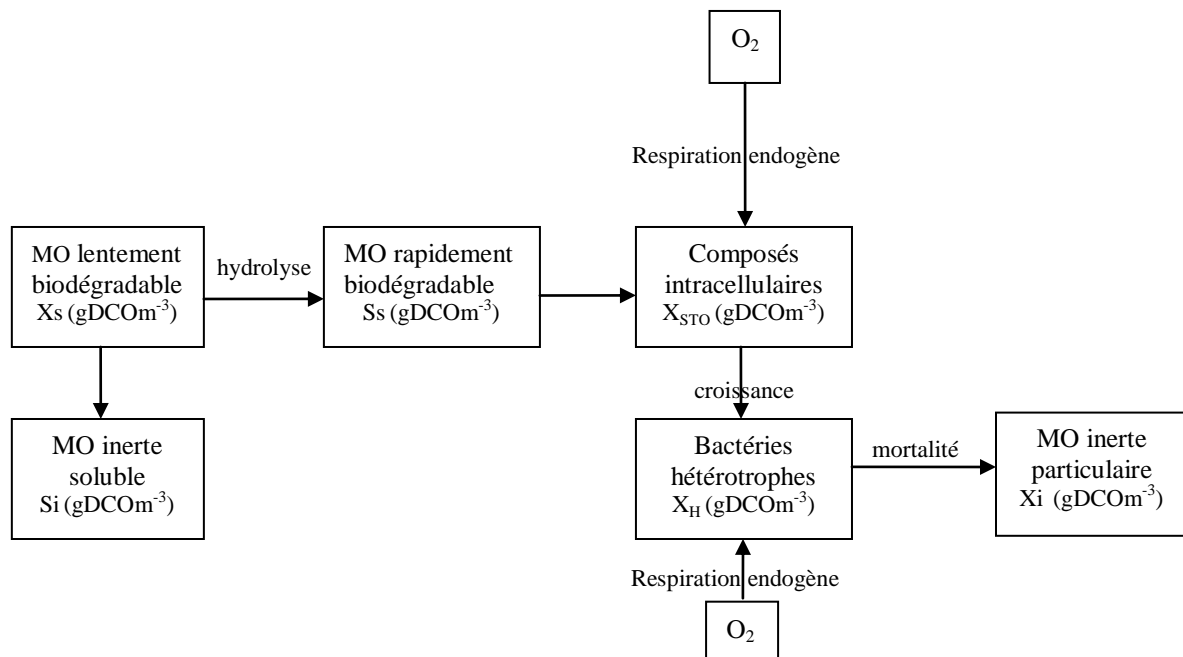 O₂
Respiration endogène
MO lentement
biodégradable
Xs (gDCOm⁻³)
hydrolyse
MO rapidement
biodégradable
Ss (gDCOm⁻³)
Composés
intracellulaires
X_STO (gDCOm⁻³)
croissance
MO inerte
soluble
Si (gDCOm⁻³)
Bactéries
hétérotrophes
X_H (gDCOm⁻³)
mortalité
MO inerte
particulaire
Xi (gDCOm⁻³)
Respiration endogène
O₂